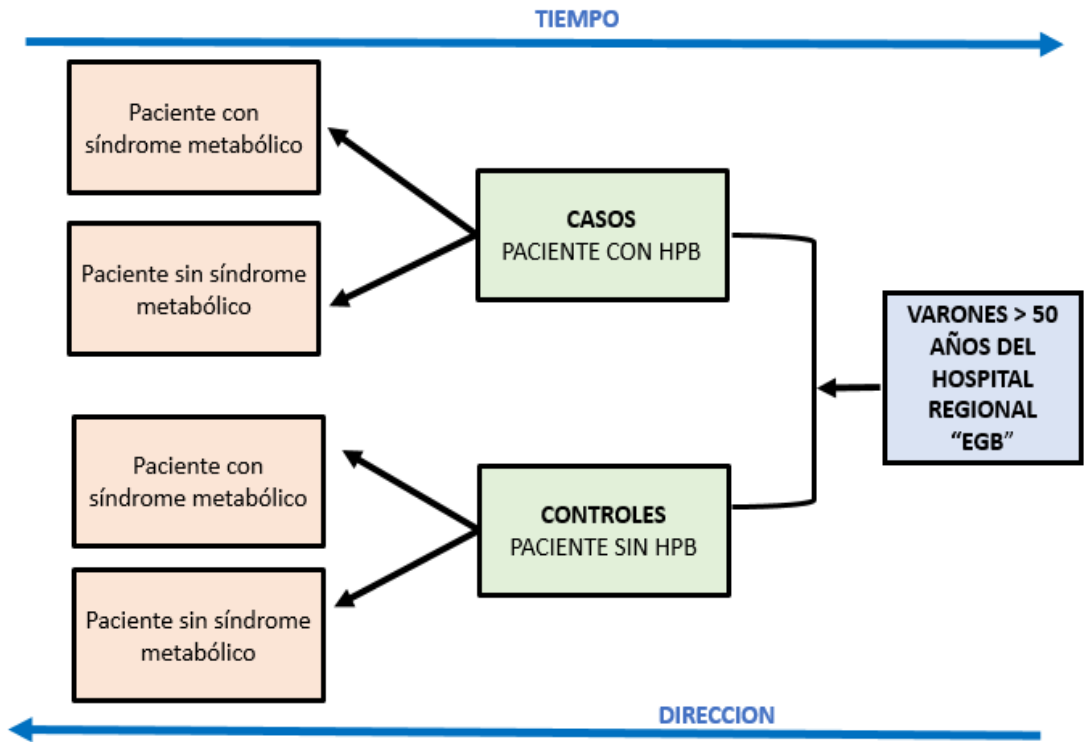 TIEMPO
Paciente con
síndrome metabólico
Paciente sin síndrome
metabólico
CASOS
PACIENTE CON HPB
VARONES > 50
AÑOS DEL
HOSPITAL
REGIONAL
“EGB”
Paciente con
síndrome metabólico
Paciente sin síndrome
metabólico
CONTROLES
PACIENTE SIN HPB
DIRECCION